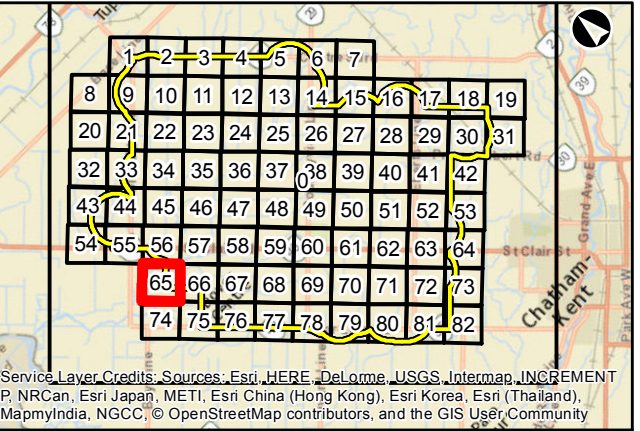 1 2 3 4 5 6 7
8 9 10 11 12 13 14 15 16 17 18 19
20 21 22 23 24 25 26 27 28 29 30 31
32 33 34 35 36 37 38 39 40 41 42
0
43 44 45 46 47 48 49 50 51 52 53
54 55 56 57 58 59 60 61 62 63 64
St Clair St
Grand Ave E
65 66 67 68 69 70 71 72 73
Chatham-
Kent
74 75 76 77 78 79 80 81 82
29
39
30
Service Layer Credits: Sources: Esri, HERE, DeLorme, USGS, Intermap, INCREMENT
P, NRCan, Esri Japan, METI, Esri China (Hong Kong), Esri Korea, Esri (Thailand),
MapmyIndia, NGCC, © OpenStreetMap contributors, and the GIS User Community